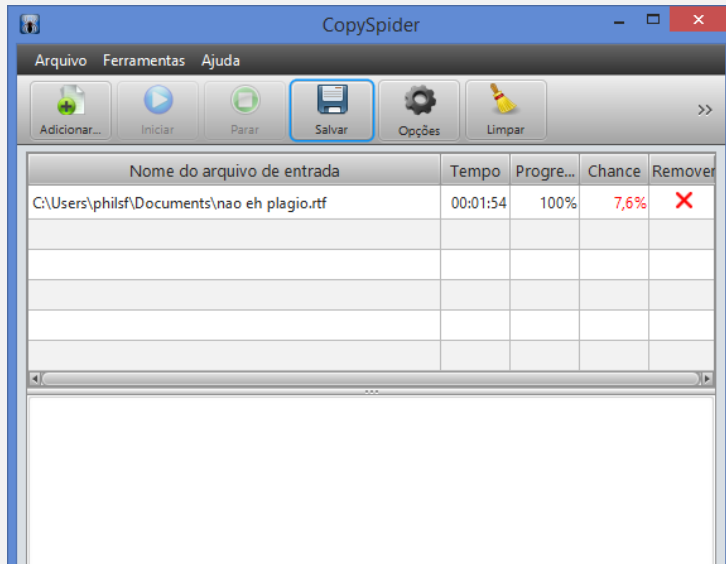 CopySpider
Arquivo Ferramentas Ajuda
Adicionar... Iniciar Parar Salvar Opções Limpar >>
Nome do arquivo de entrada Tempo Progre... Chance Remover
C:\Users\philsf\Documents\nao eh plagio.rtf 00:01:54 100% 7,6%